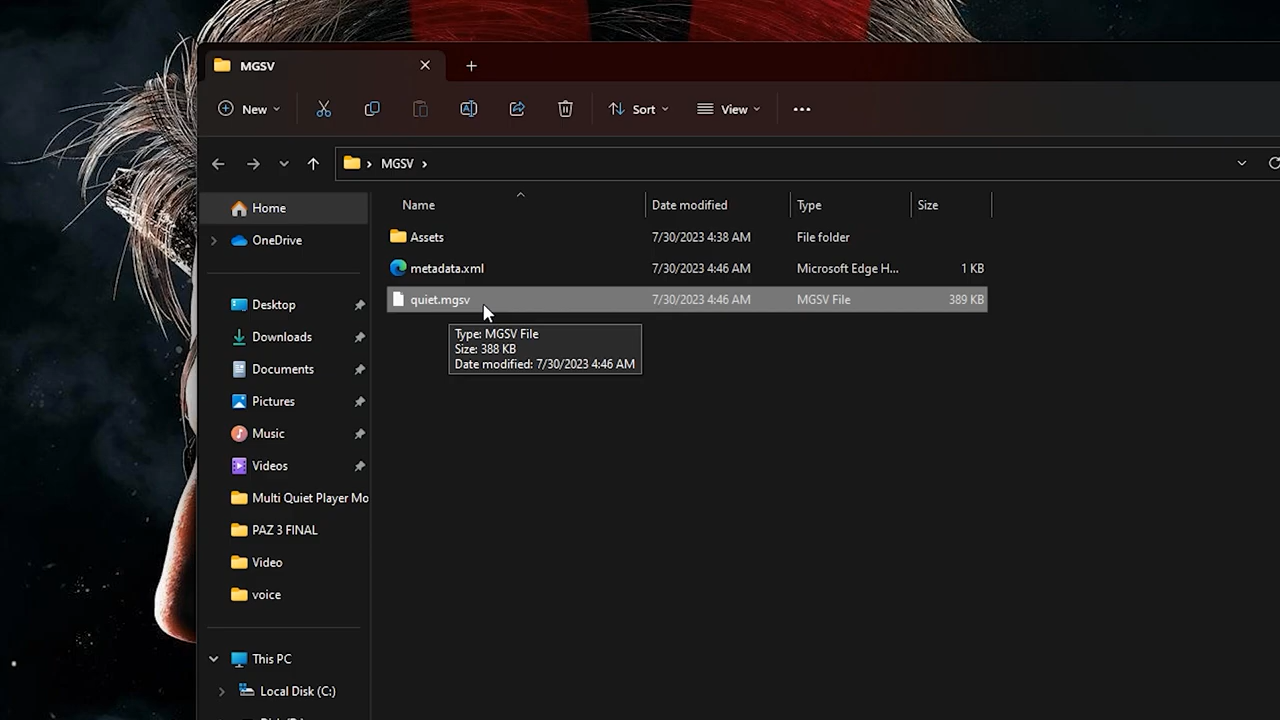 MGSV
New
Sort
View
MGSV
Name
Date modified
Type
Size
Home
OneDrive
Desktop
Downloads
Documents
Pictures
Music
Videos
Multi Quiet Player Mo
PAZ 3 FINAL
Video
voice
This PC
Local Disk (C:)
Assets 7/30/2023 4:38 AM File folder
metadata.xml 7/30/2023 4:46 AM Microsoft Edge H... 1 KB
quiet.mgsv 7/30/2023 4:46 AM MGSV File 389 KB
Type: MGSV File
Size: 388 KB
Date modified: 7/30/2023 4:46 AM